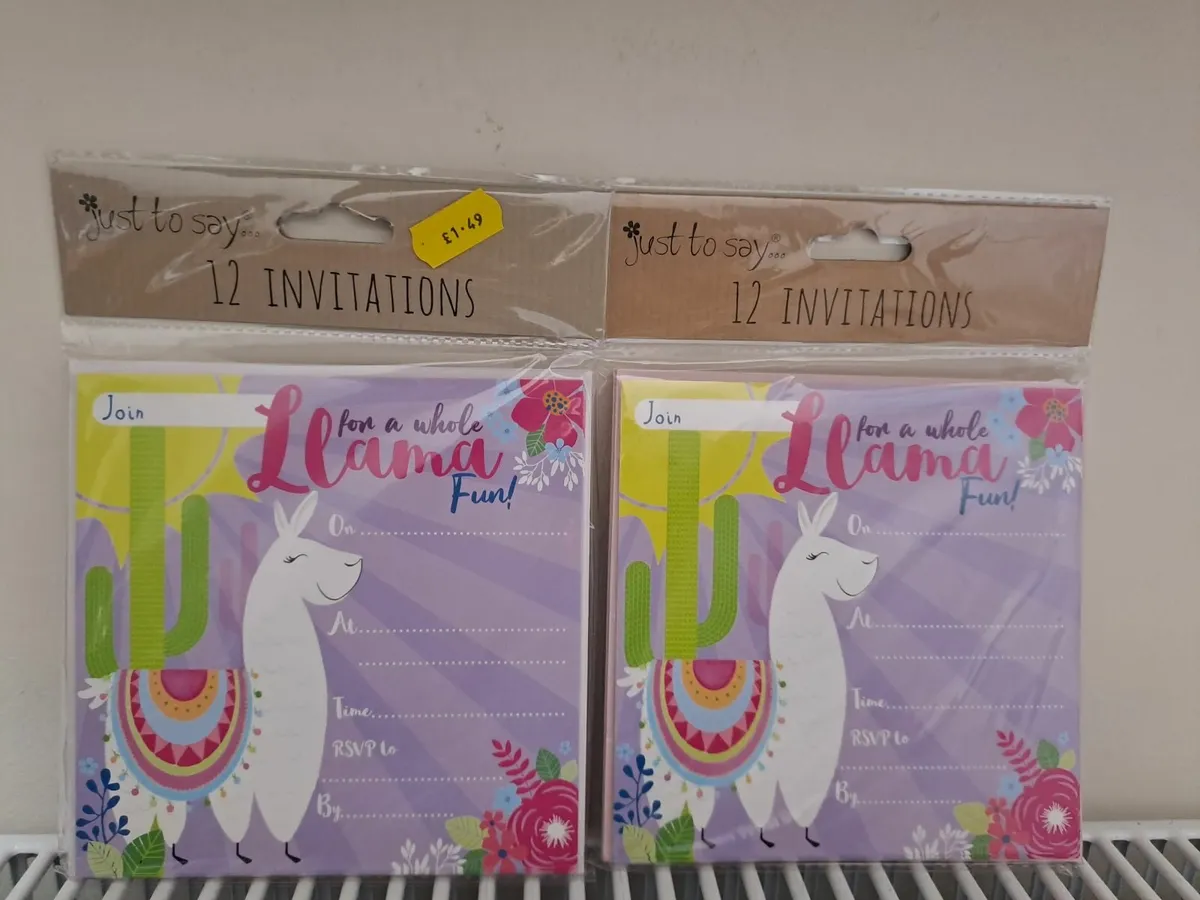 just to say...
£1.49
12 INVITATIONS
Join
for a whole
Llama
Fun!
On
At
Time
RSVP to
By
just to say®...
12 INVITATIONS
Join
for a whole
Llama
Fun!
On
At
Time
RSVP to
By